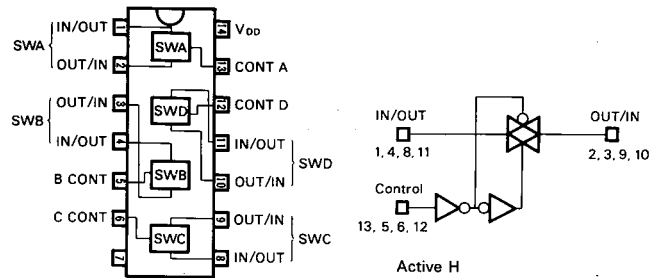 IN/OUT 1 14 VDD
SWA SWA
OUT/IN 2 13 CONT A
OUT/IN 3 12 CONT D
SWB SWD
IN/OUT 4 11 IN/OUT
SWD
B CONT 5 SWB 10 OUT/IN
C CONT 6 9 OUT/IN
SWC SWC
7 8 IN/OUT
IN/OUT OUT/IN
1, 4, 8, 11 2, 3, 9, 10
Control
13, 5, 6, 12
Active H